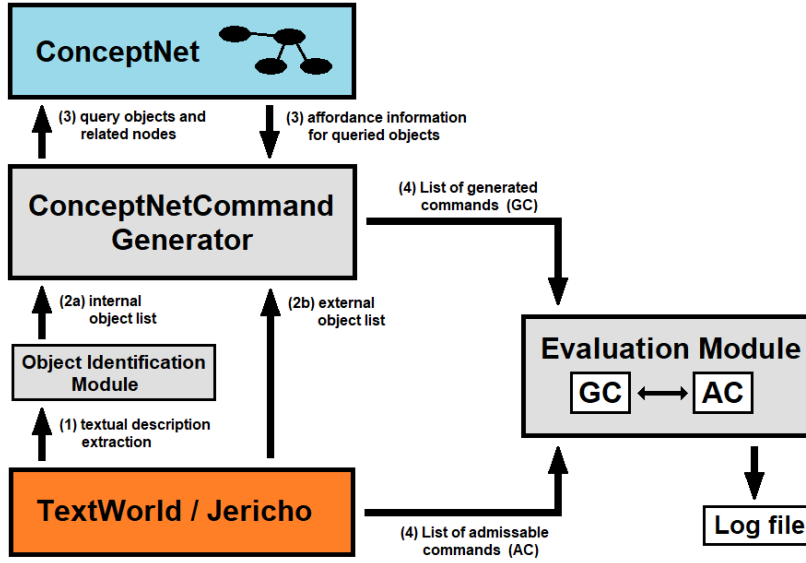 ConceptNet
(3) query objects and
related nodes
(3) affordance information
for queried objects
ConceptNetCommand
Generator
(4) List of generated
commands (GC)
(2a) internal
object list
(2b) external
object list
Object Identification
Module
Evaluation Module
GC
AC
(1) textual description
extraction
TextWorld / Jericho
(4) List of admissable
commands (AC)
Log file